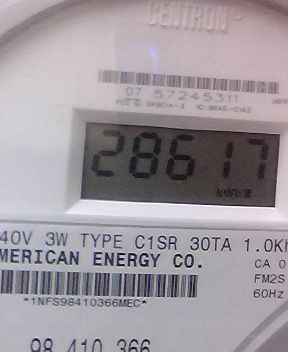 CENTRON
07 57245311
28617
kWhR
40V 3W TYPE C1SR 30TA 1.0K
MERICAN ENERGY CO.
CA 0
FM2S
*1NFS98410366MEC*
60Hz
98 410 366